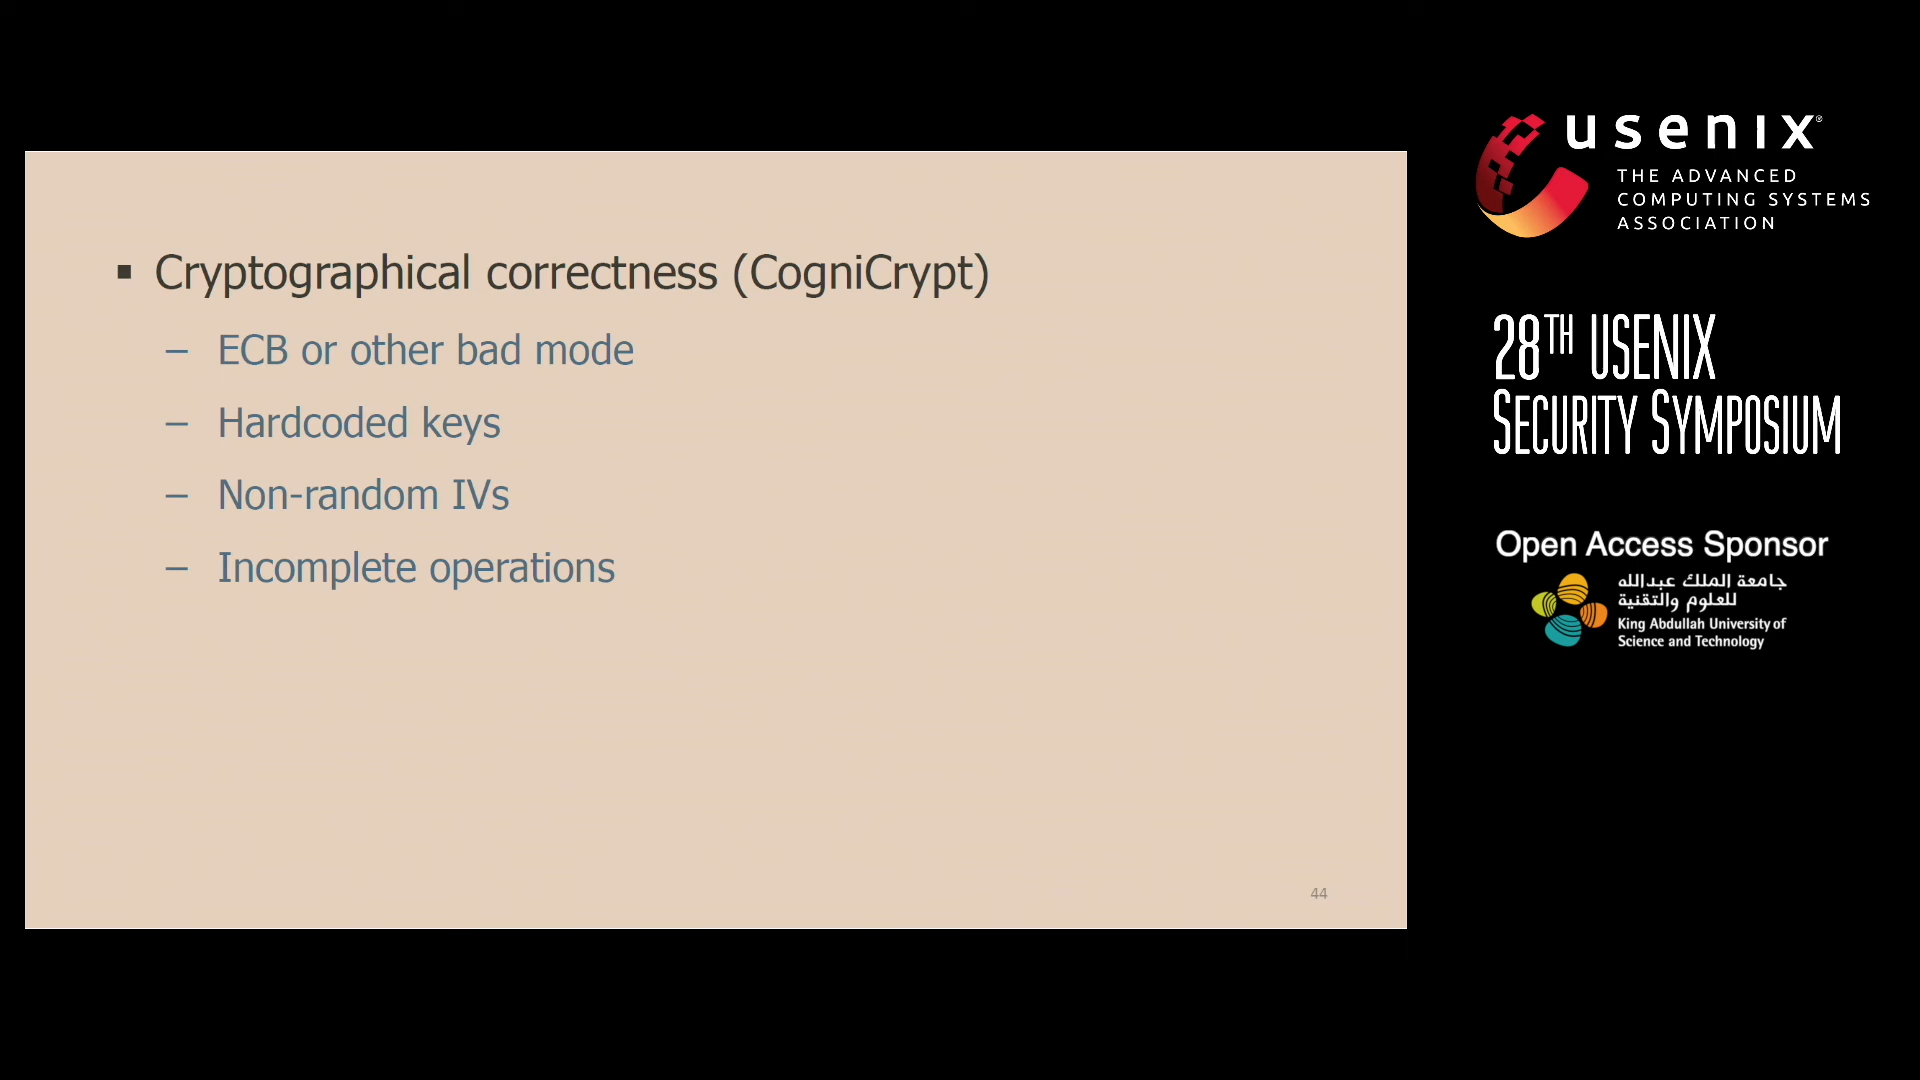 ▪ Cryptographical correctness (CogniCrypt)
– ECB or other bad mode
– Hardcoded keys
– Non-random IVs
– Incomplete operations
44
usenix®
THE ADVANCED
COMPUTING SYSTEMS
ASSOCIATION
28TH USENIX
SECURITY SYMPOSIUM
Open Access Sponsor
جامعة الملك عبدالله
للعلوم والتقنية
King Abdullah University of
Science and Technology